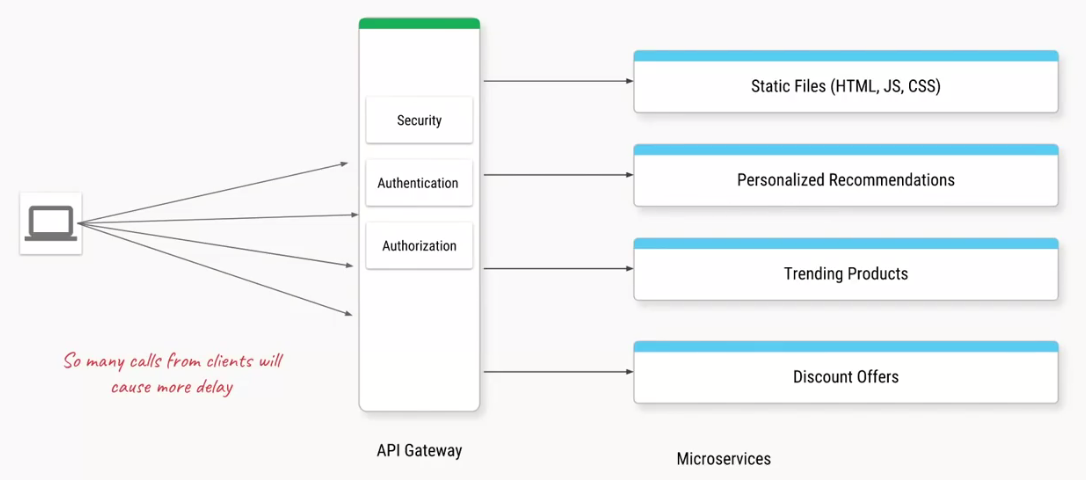 Static Files (HTML, JS, CSS)
Security
Personalized Recommendations
Authentication
Authorization
Trending Products
So many calls from clients will
cause more delay
Discount Offers
API Gateway
Microservices